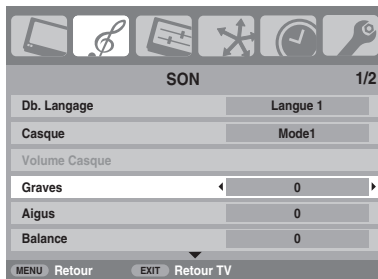 SON 1/2
Db. Langage Langue 1
Casque Mode1
Volume Casque
Graves 0
Aigus 0
Balance 0
MENU Retour EXIT Retour TV